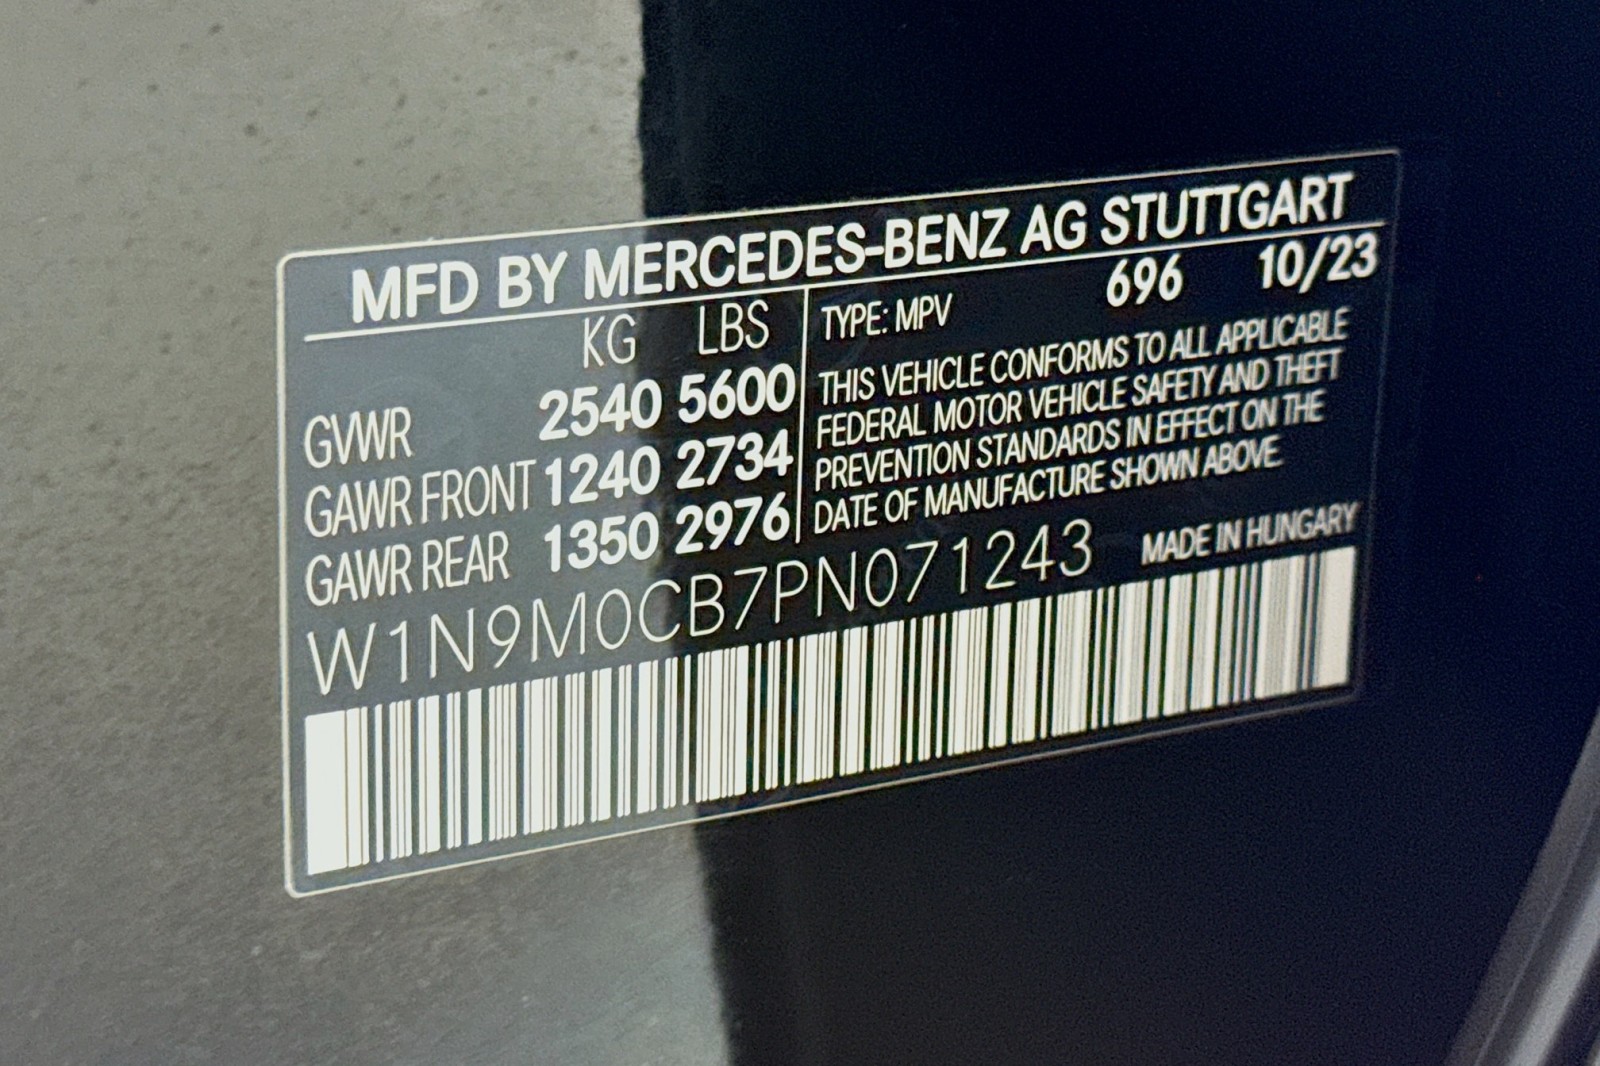 MFD BY MERCEDES-BENZ AG STUTTGART
KG LBS
GVWR 2540 5600
GAWR FRONT 1240 2734
GAWR REAR 1350 2976
TYPE: MPV 696 10/23
THIS VEHICLE CONFORMS TO ALL APPLICABLE
FEDERAL MOTOR VEHICLE SAFETY AND THEFT
PREVENTION STANDARDS IN EFFECT ON THE
DATE OF MANUFACTURE SHOWN ABOVE.
W1N9M0CB7PN071243 MADE IN HUNGARY